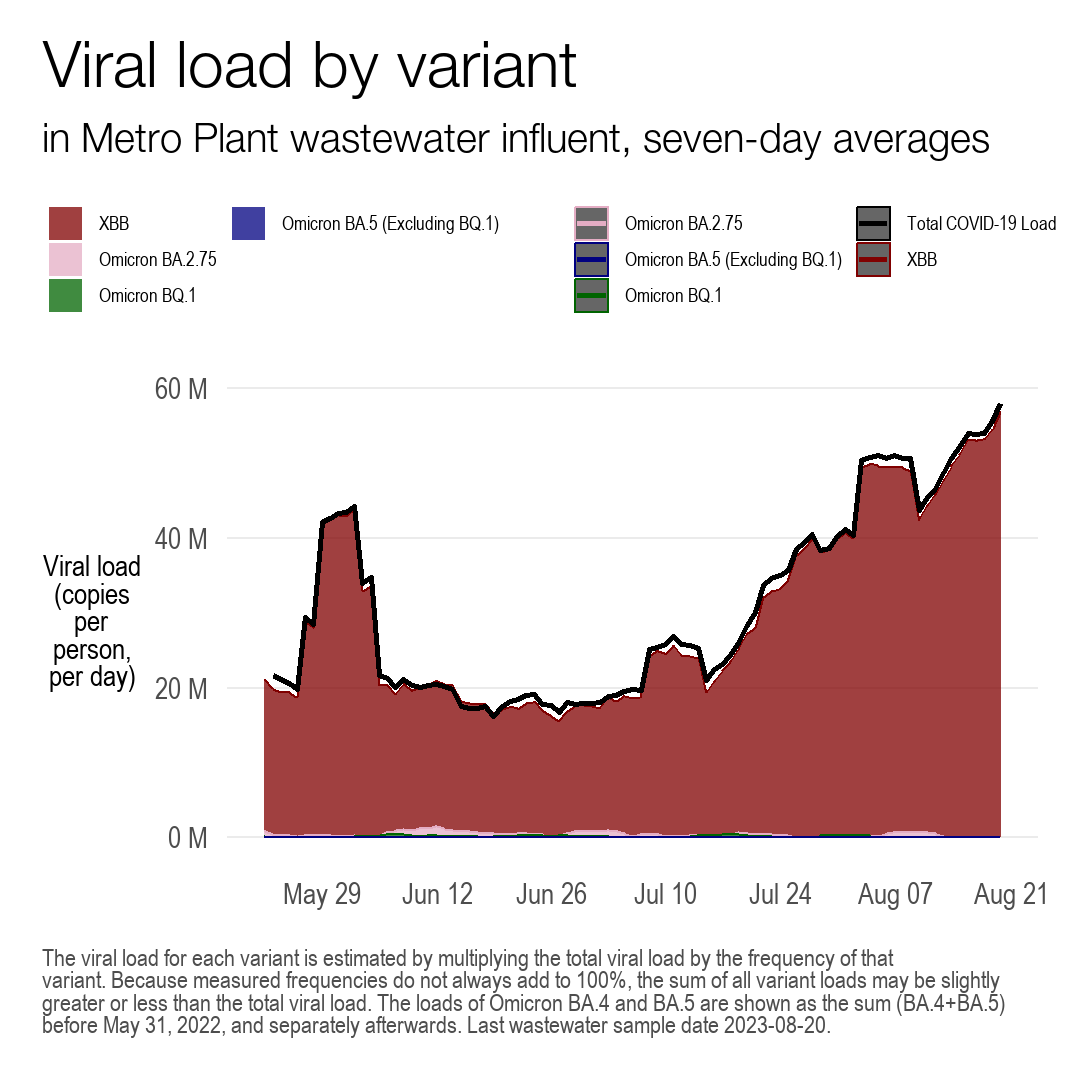 Viral load by variant
in Metro Plant wastewater influent, seven-day averages
XBB
Omicron BA.2.75
Omicron BQ.1
Omicron BA.5 (Excluding BQ.1)
Omicron BA.2.75
Omicron BA.5 (Excluding BQ.1)
Omicron BQ.1
Total COVID-19 Load
XBB
60 M
40 M
20 M
0 M
Viral load
(copies
per
person,
per day)
May 29
Jun 12
Jun 26
Jul 10
Jul 24
Aug 07
Aug 21
The viral load for each variant is estimated by multiplying the total viral load by the frequency of that
variant. Because measured frequencies do not always add to 100%, the sum of all variant loads may be slightly
greater or less than the total viral load. The loads of Omicron BA.4 and BA.5 are shown as the sum (BA.4+BA.5)
before May 31, 2022, and separately afterwards. Last wastewater sample date 2023-08-20.